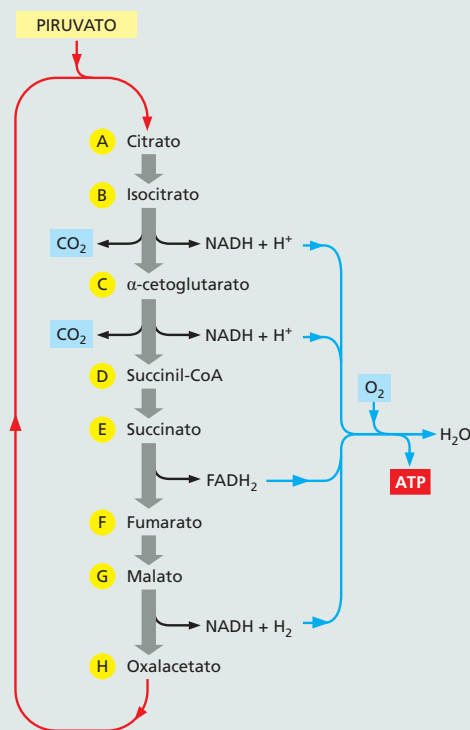 PIRUVATO
A Citrato
B Isocitrato
CO₂ NADH + H⁺
C α-cetoglutarato
CO₂ NADH + H⁺
D Succinil-CoA
O₂
E Succinato
H₂O
FADH₂
ATP
F Fumarato
G Malato
NADH + H₂
H Oxalacetato